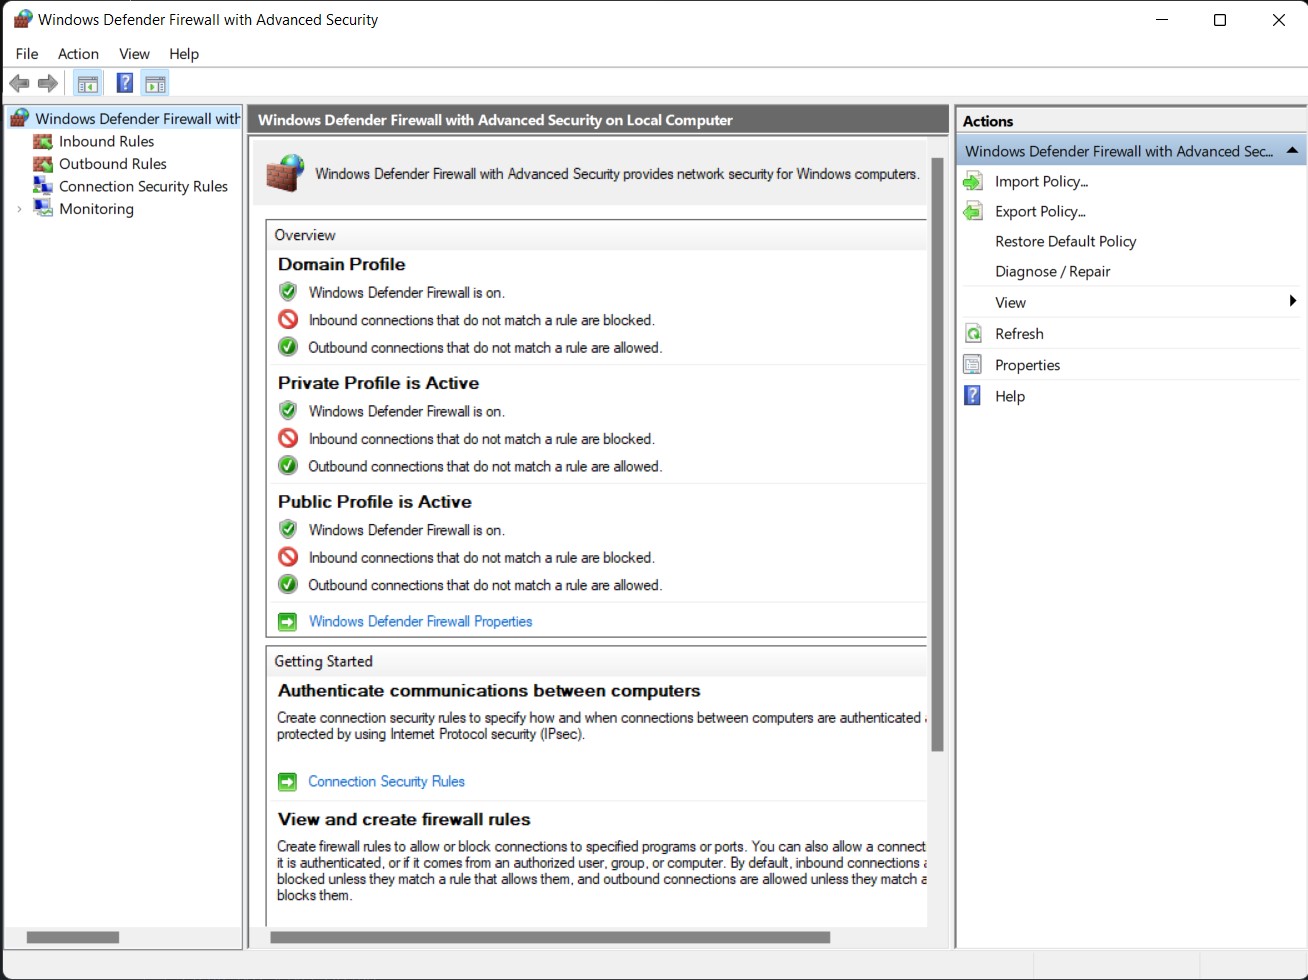 Windows Defender Firewall with Advanced Security
File Action View Help
Windows Defender Firewall with
Inbound Rules
Outbound Rules
Connection Security Rules
Monitoring
Windows Defender Firewall with Advanced Security on Local Computer
Windows Defender Firewall with Advanced Security provides network security for Windows computers.
Overview
Domain Profile
Windows Defender Firewall is on.
Inbound connections that do not match a rule are blocked.
Outbound connections that do not match a rule are allowed.
Private Profile is Active
Windows Defender Firewall is on.
Inbound connections that do not match a rule are blocked.
Outbound connections that do not match a rule are allowed.
Public Profile is Active
Windows Defender Firewall is on.
Inbound connections that do not match a rule are blocked.
Outbound connections that do not match a rule are allowed.
Windows Defender Firewall Properties
Getting Started
Authenticate communications between computers
Create connection security rules to specify how and when connections between computers are authenticated
protected by using Internet Protocol security (IPsec).
Connection Security Rules
View and create firewall rules
Create firewall rules to allow or block connections to specified programs or ports. You can also allow a connect
it is authenticated, or if it comes from an authorized user, group, or computer. By default, inbound connections
blocked unless they match a rule that allows them, and outbound connections are allowed unless they match a
blocks them.
Actions
Windows Defender Firewall with Advanced Sec...
Import Policy...
Export Policy...
Restore Default Policy
Diagnose / Repair
View
Refresh
Properties
Help